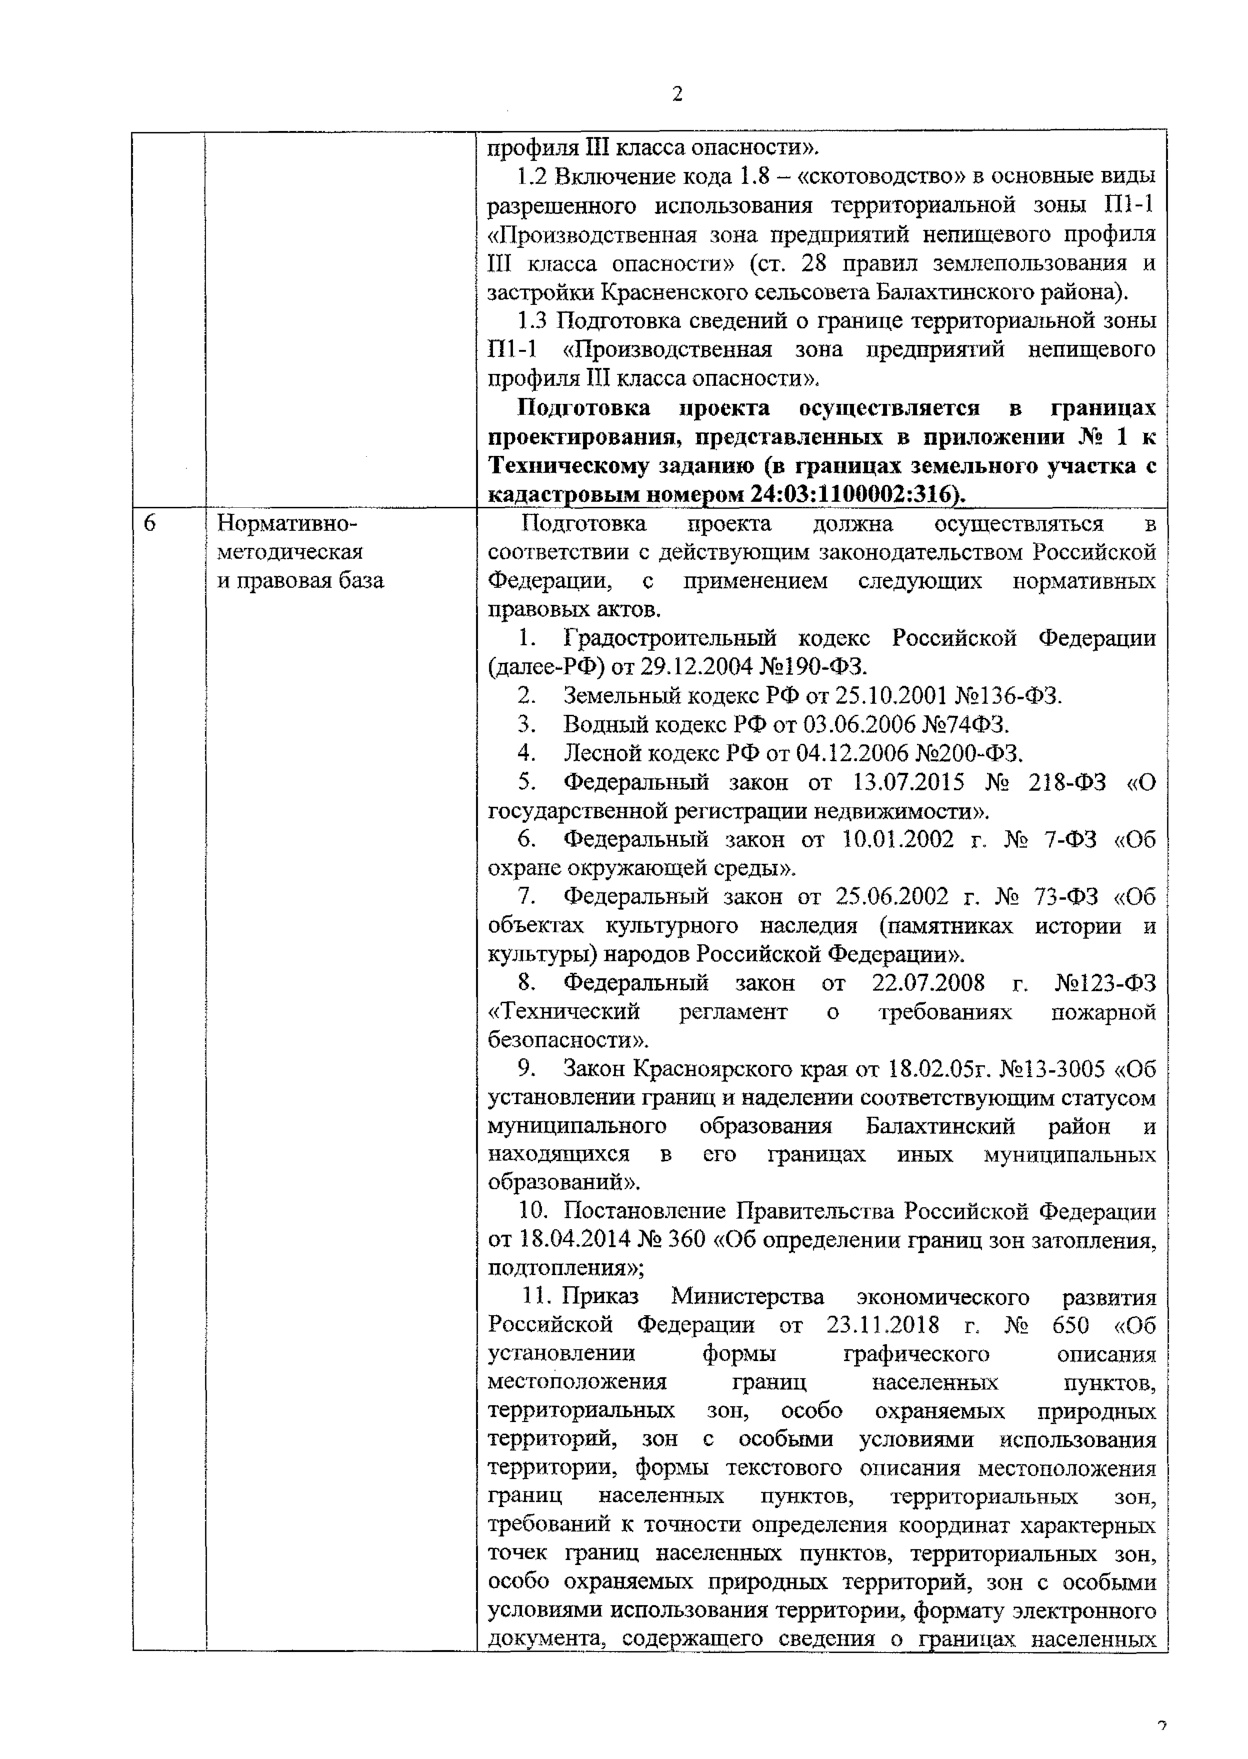 2
профиля III класса опасности».
1.2 Включение кода 1.8 – «скотоводство» в основные виды
разрешенного использования территориальной зоны П1-1
«Производственная зона предприятий непищевого профиля
III класса опасности» (ст. 28 правил землепользования и
застройки Красненского сельсовета Балахтинского района).
1.3 Подготовка сведений о границе территориальной зоны
П1-1 «Производственная зона предприятий непищевого
профиля III класса опасности».
Подготовка проекта осуществляется в границах
проектирования, представленных в приложении № 1 к
Техническому заданию (в границах земельного участка с
кадастровым номером 24:03:1100002:316).
6
Нормативно-
методическая
и правовая база
Подготовка проекта должна осуществляться в
соответствии с действующим законодательством Российской
Федерации, с применением следующих нормативных
правовых актов.
1. Градостроительный кодекс Российской Федерации
(далее-РФ) от 29.12.2004 №190-ФЗ.
2. Земельный кодекс РФ от 25.10.2001 №136-ФЗ.
3. Водный кодекс РФ от 03.06.2006 №74ФЗ.
4. Лесной кодекс РФ от 04.12.2006 №200-ФЗ.
5. Федеральный закон от 13.07.2015 № 218-ФЗ «О
государственной регистрации недвижимости».
6. Федеральный закон от 10.01.2002 г. № 7-ФЗ «Об
охране окружающей среды».
7. Федеральный закон от 25.06.2002 г. № 73-ФЗ «Об
объектах культурного наследия (памятниках истории и
культуры) народов Российской Федерации».
8. Федеральный закон от 22.07.2008 г. №123-ФЗ
«Технический регламент о требованиях пожарной
безопасности».
9. Закон Красноярского края от 18.02.05г. №13-3005 «Об
установлении границ и наделении соответствующим статусом
муниципального образования Балахтинский район и
находящихся в его границах иных муниципальных
образований».
10. Постановление Правительства Российской Федерации
от 18.04.2014 № 360 «Об определении границ зон затопления,
подтопления»;
11. Приказ Министерства экономического развития
Российской Федерации от 23.11.2018 г. № 650 «Об
установлении формы графического описания
местоположения границ населенных пунктов,
территориальных зон, особо охраняемых природных
территорий, зон с особыми условиями использования
территории, формы текстового описания местоположения
границ населенных пунктов, территориальных зон,
требований к точности определения координат характерных
точек границ населенных пунктов, территориальных зон,
особо охраняемых природных территорий, зон с особыми
условиями использования территории, формату электронного
документа, содержащего сведения о границах населенных